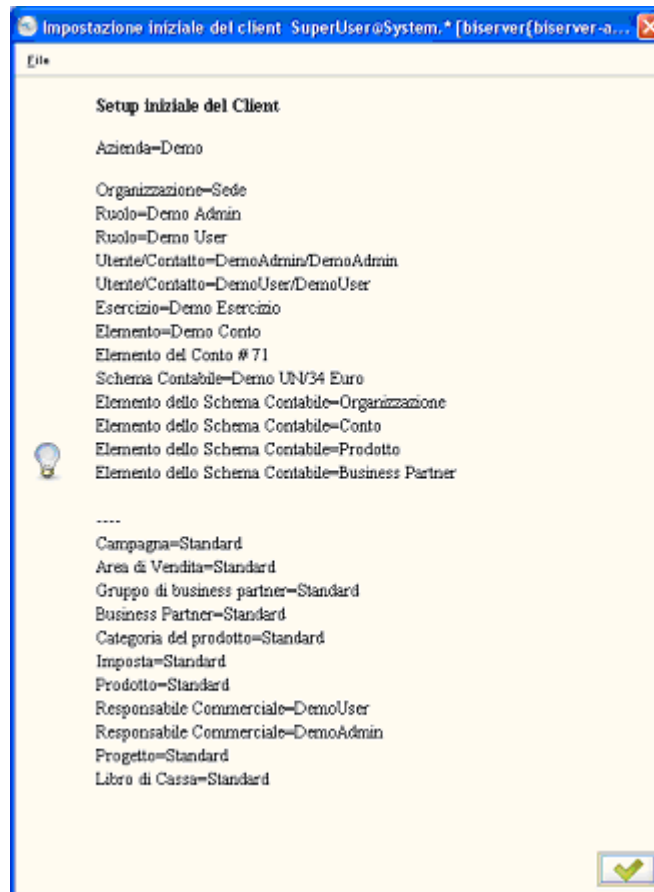 Impostazione iniziale del client SuperUser@System.* [biserver{biserver-a...
File
Setup iniziale del Client
Azienda=Demo
Organizzazione=Sede
Ruolo=Demo Admin
Ruolo=Demo User
Utente/Contatto=DemoAdmin/DemoAdmin
Utente/Contatto=DemoUser/DemoUser
Esercizio=Demo Esercizio
Elemento=Demo Conto
Elemento del Conto # 71
Schema Contabile=Demo UN/34 Euro
Elemento dello Schema Contabile=Organizzazione
Elemento dello Schema Contabile=Conto
Elemento dello Schema Contabile=Prodotto
Elemento dello Schema Contabile=Business Partner
----
Campagna=Standard
Area di Vendita=Standard
Gruppo di business partner=Standard
Business Partner=Standard
Categoria del prodotto=Standard
Imposta=Standard
Prodotto=Standard
Responsabile Commerciale=DemoUser
Responsabile Commerciale=DemoAdmin
Progetto=Standard
Libro di Cassa=Standard